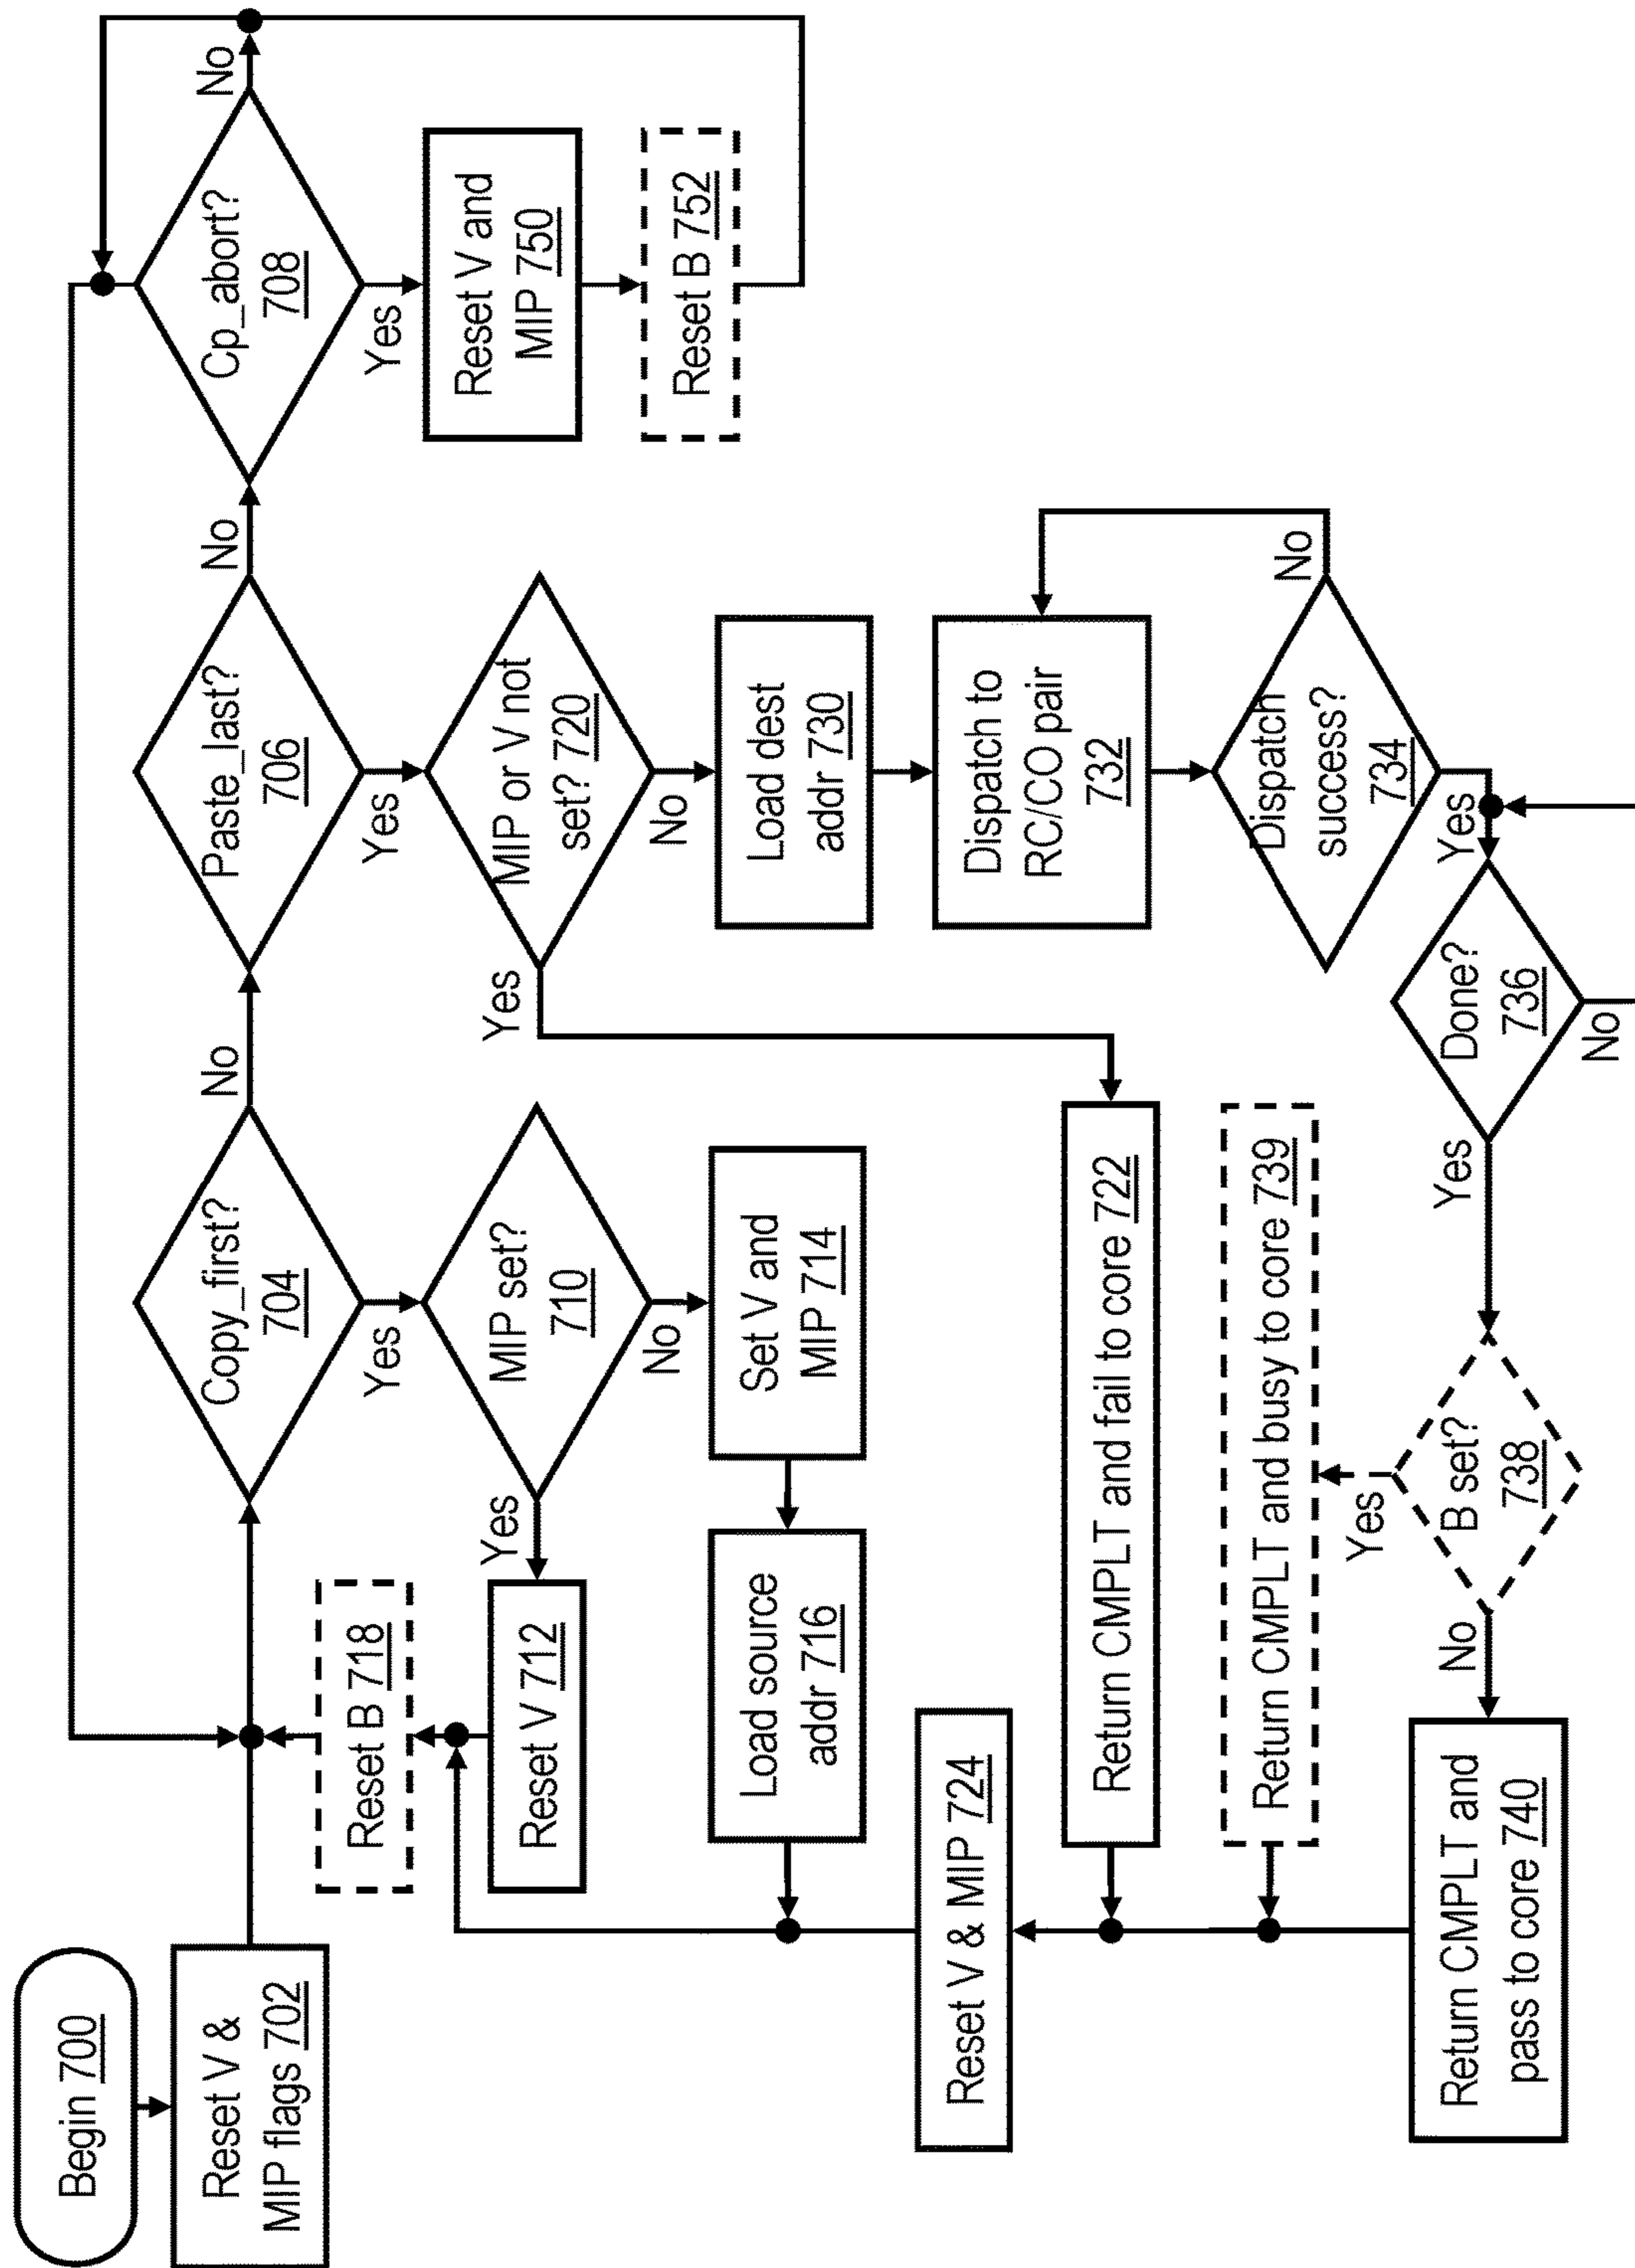 Begin 700
Reset V &
MIP flags 702
Copy_first?
704
No
Paste_last?
706
No
Cp_abort?
708
No
Yes
Yes
Yes
Reset B 718
MIP set?
710
Yes
No
Reset V 712
MIP or V not
set? 720
Yes
No
Reset V and
MIP 750
Reset B 752
Set V and
MIP 714
Load source
addr 716
Load dest
addr 730
Reset V & MIP 724
Dispatch to
RC/CO pair
732
Return CMPLT and fail to core 722
Dispatch
success?
734
No
Yes
Return CMPLT and busy to core 739
Done?
736
No
Yes
B set?
738
Yes
No
Return CMPLT and
pass to core 740